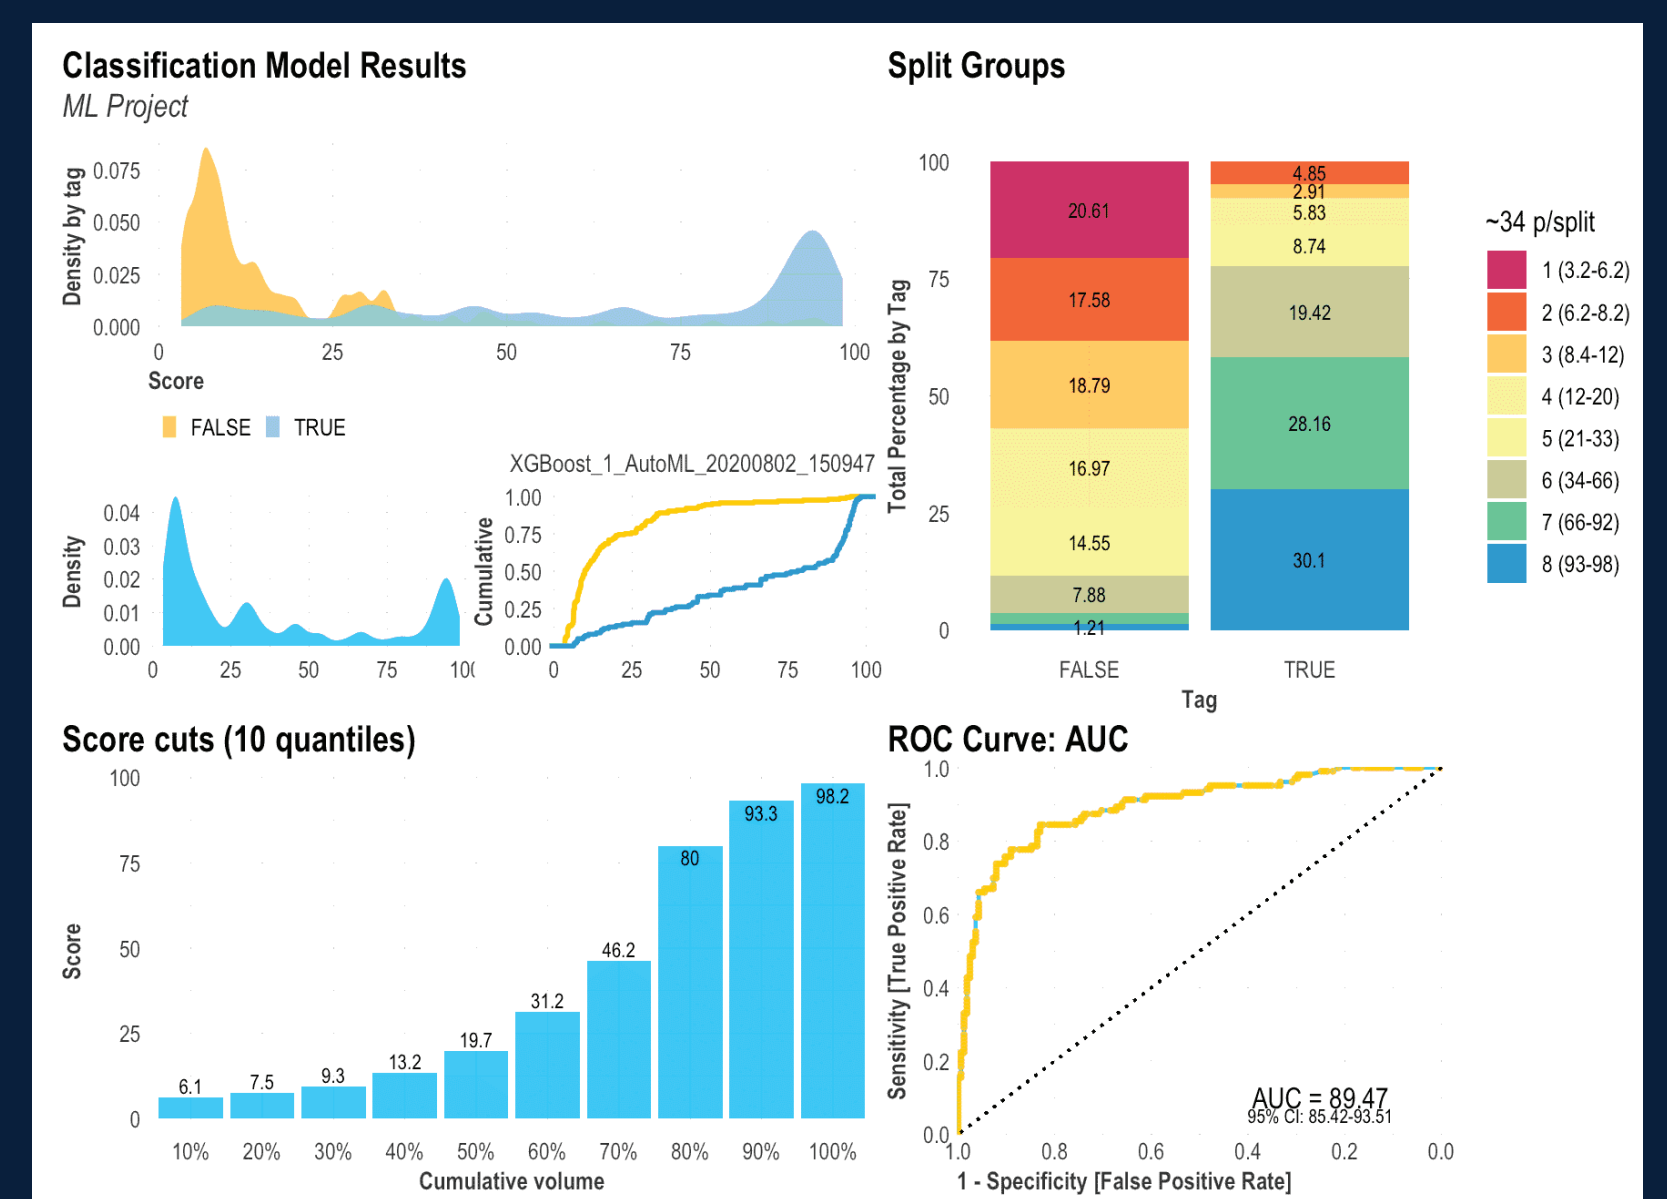 Classification Model Results
ML Project
Density by tag
0.075
0.050
0.025
0.000
0 25 50 75 100
Score
FALSE TRUE
Density
0.04
0.03
0.02
0.01
0.00
0 25 50 75 100
XGBoost_1_AutoML_20200802_150947
Cumulative
1.00
0.75
0.50
0.25
0.00
0 25 50 75 100
Split Groups
Total Percentage by Tag
100
75
50
25
0
20.61
17.58
18.79
16.97
14.55
7.88
1.21
4.85
2.91
5.83
8.74
19.42
28.16
30.1
FALSE TRUE
Tag
~34 p/split
1 (3.2-6.2)
2 (6.2-8.2)
3 (8.4-12)
4 (12-20)
5 (21-33)
6 (34-66)
7 (66-92)
8 (93-98)
Score cuts (10 quantiles)
Score
100
75
50
25
0
6.1 7.5 9.3 13.2 19.7 31.2 46.2 80 93.3 98.2
10% 20% 30% 40% 50% 60% 70% 80% 90% 100%
Cumulative volume
ROC Curve: AUC
Sensitivity [True Positive Rate]
1.0
0.8
0.6
0.4
0.2
0.0
AUC = 89.47
95% CI: 85.42-93.51
1.0 0.8 0.6 0.4 0.2 0.0
1 - Specificity [False Positive Rate]